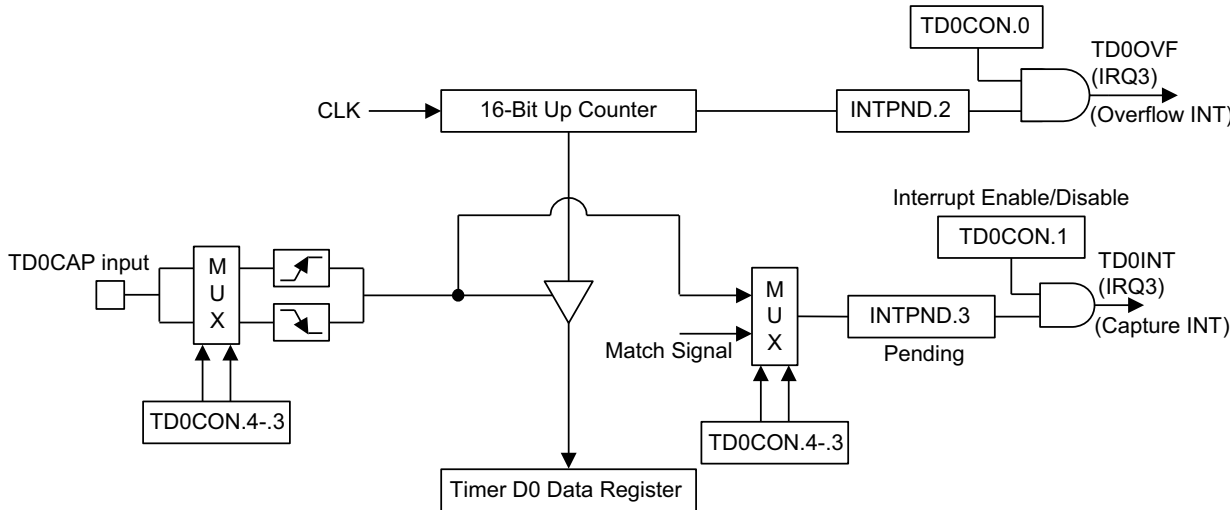 TD0CON.0
TD0OVF
(IRQ3)
(Overflow INT)
CLK
16-Bit Up Counter
INTPND.2
Interrupt Enable/Disable
TD0CON.1
TD0INT
(IRQ3)
(Capture INT)
TD0CAP input
M
U
X
M
U
X
INTPND.3
Pending
Match Signal
TD0CON.4-.3
TD0CON.4-.3
Timer D0 Data Register